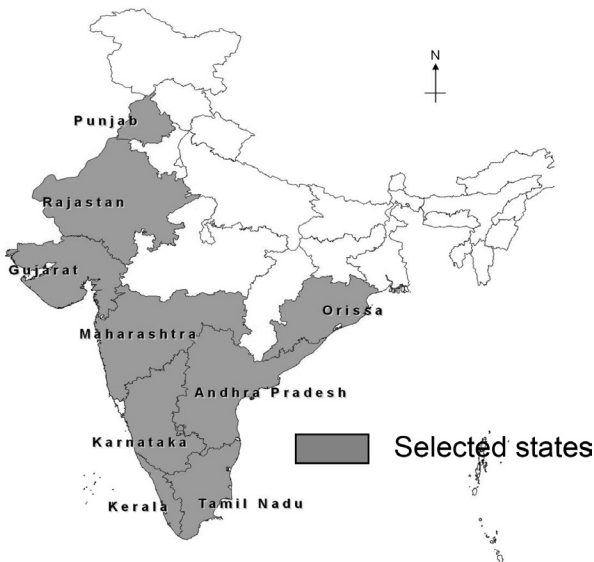 N
Punjab
Rajastan
Gujarat
Orissa
Maharashtra
Andhra Pradesh
Karnataka
Selected states
Kerala
Tamil Nadu